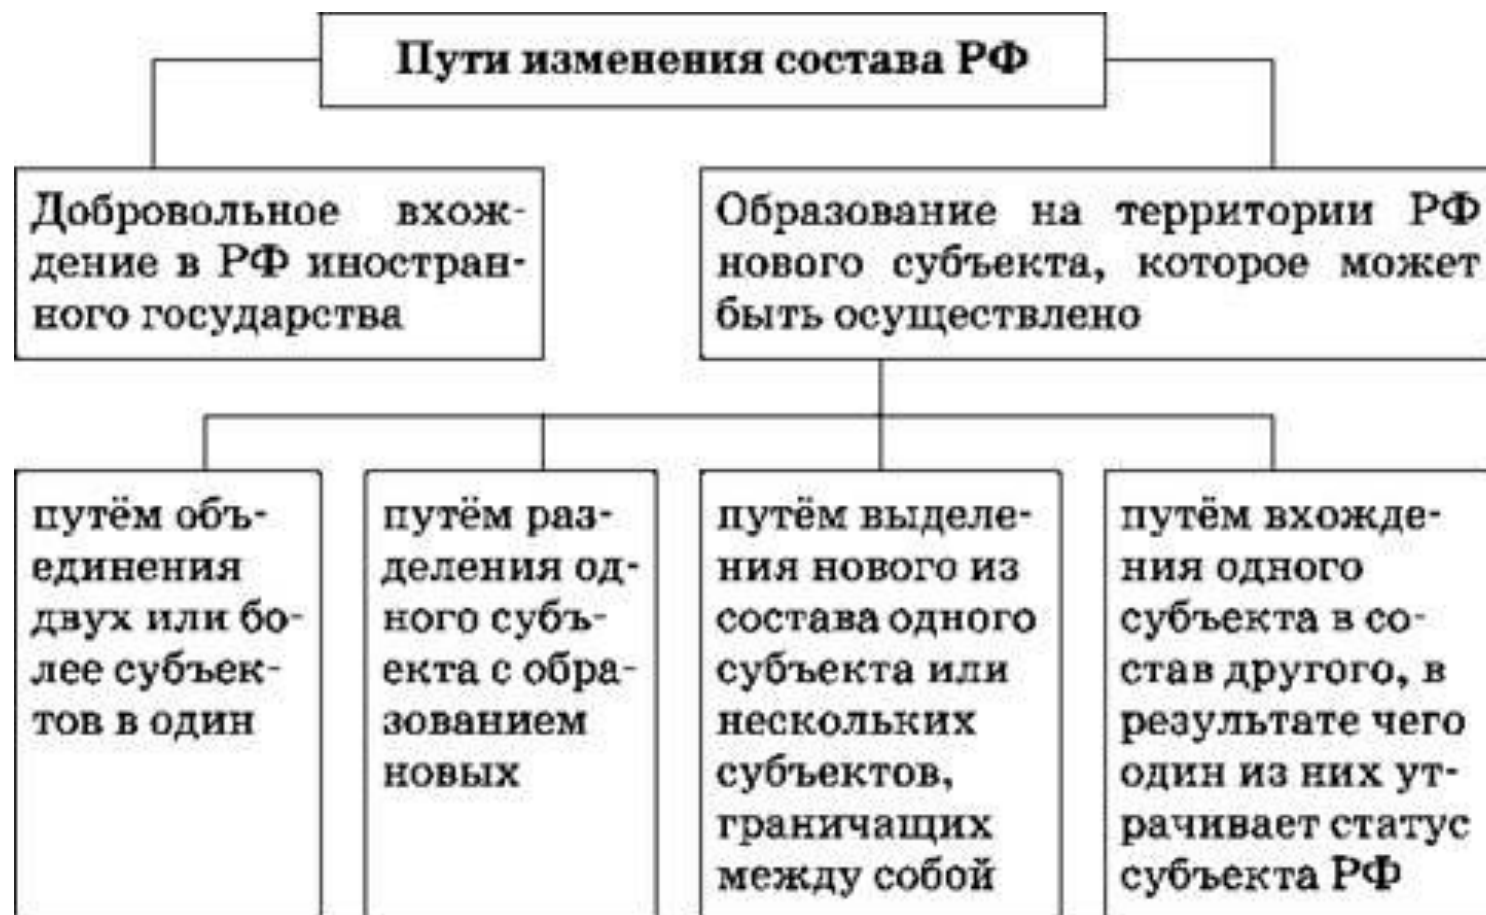 Пути изменения состава РФ
Добровольное вхож-
дение в РФ иностран-
ного государства
Образование на территории РФ
нового субъекта, которое может
быть осуществлено
путём объ-
единения
двух или бо-
лее субъек-
тов в один
путём раз-
деления од-
ного субъ-
екта с обра-
зованием
новых
путём выделе-
ния нового из
состава одного
субъекта или
нескольких
субъектов,
граничащих
между собой
путём вхожде-
ния одного
субъекта в со-
став другого, в
результате чего
один из них ут-
рачивает статус
субъекта РФ